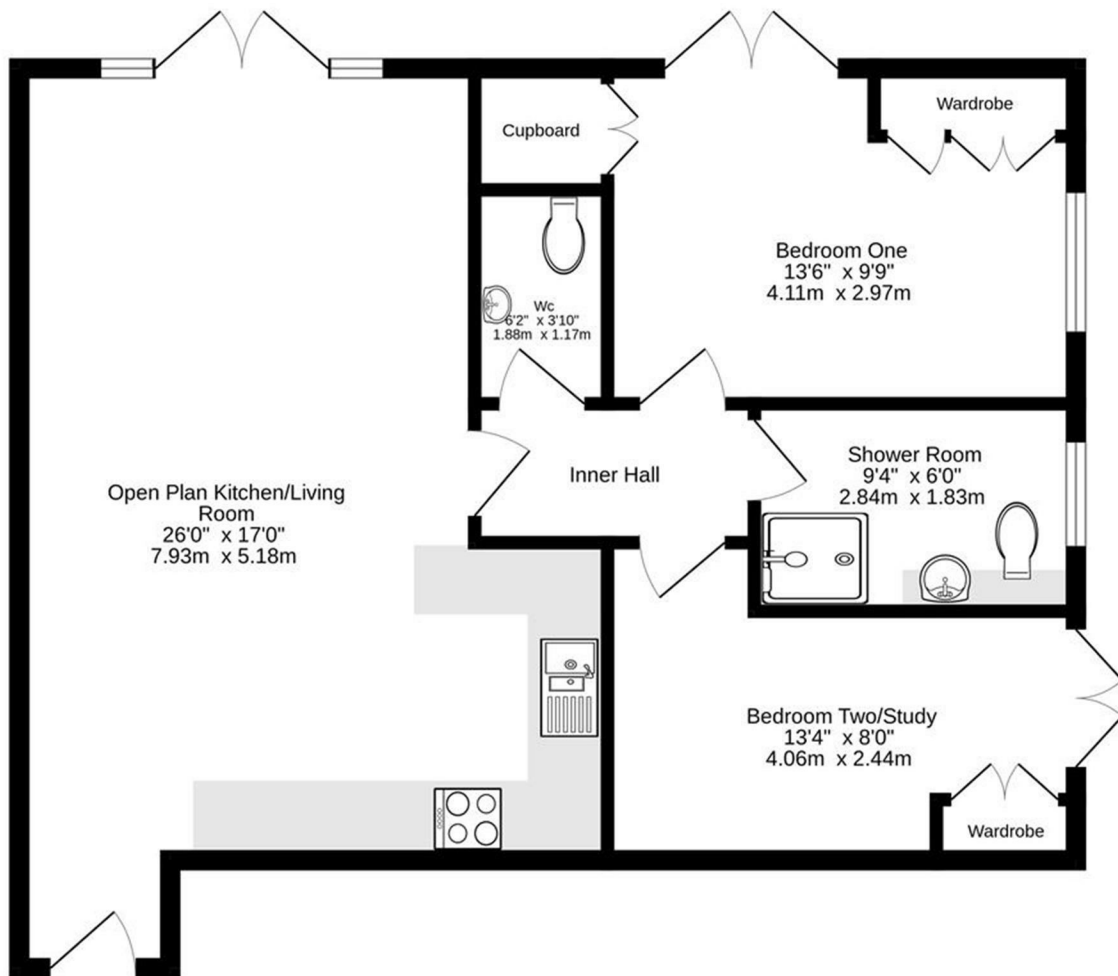 Cupboard
Wardrobe
Bedroom One
13'6" x 9'9"
4.11m x 2.97m
Wc
6'2" x 3'10"
1.88m x 1.17m
Inner Hall
Shower Room
9'4" x 6'0"
2.84m x 1.83m
Open Plan Kitchen/Living
Room
26'0" x 17'0"
7.93m x 5.18m
Bedroom Two/Study
13'4" x 8'0"
4.06m x 2.44m
Wardrobe